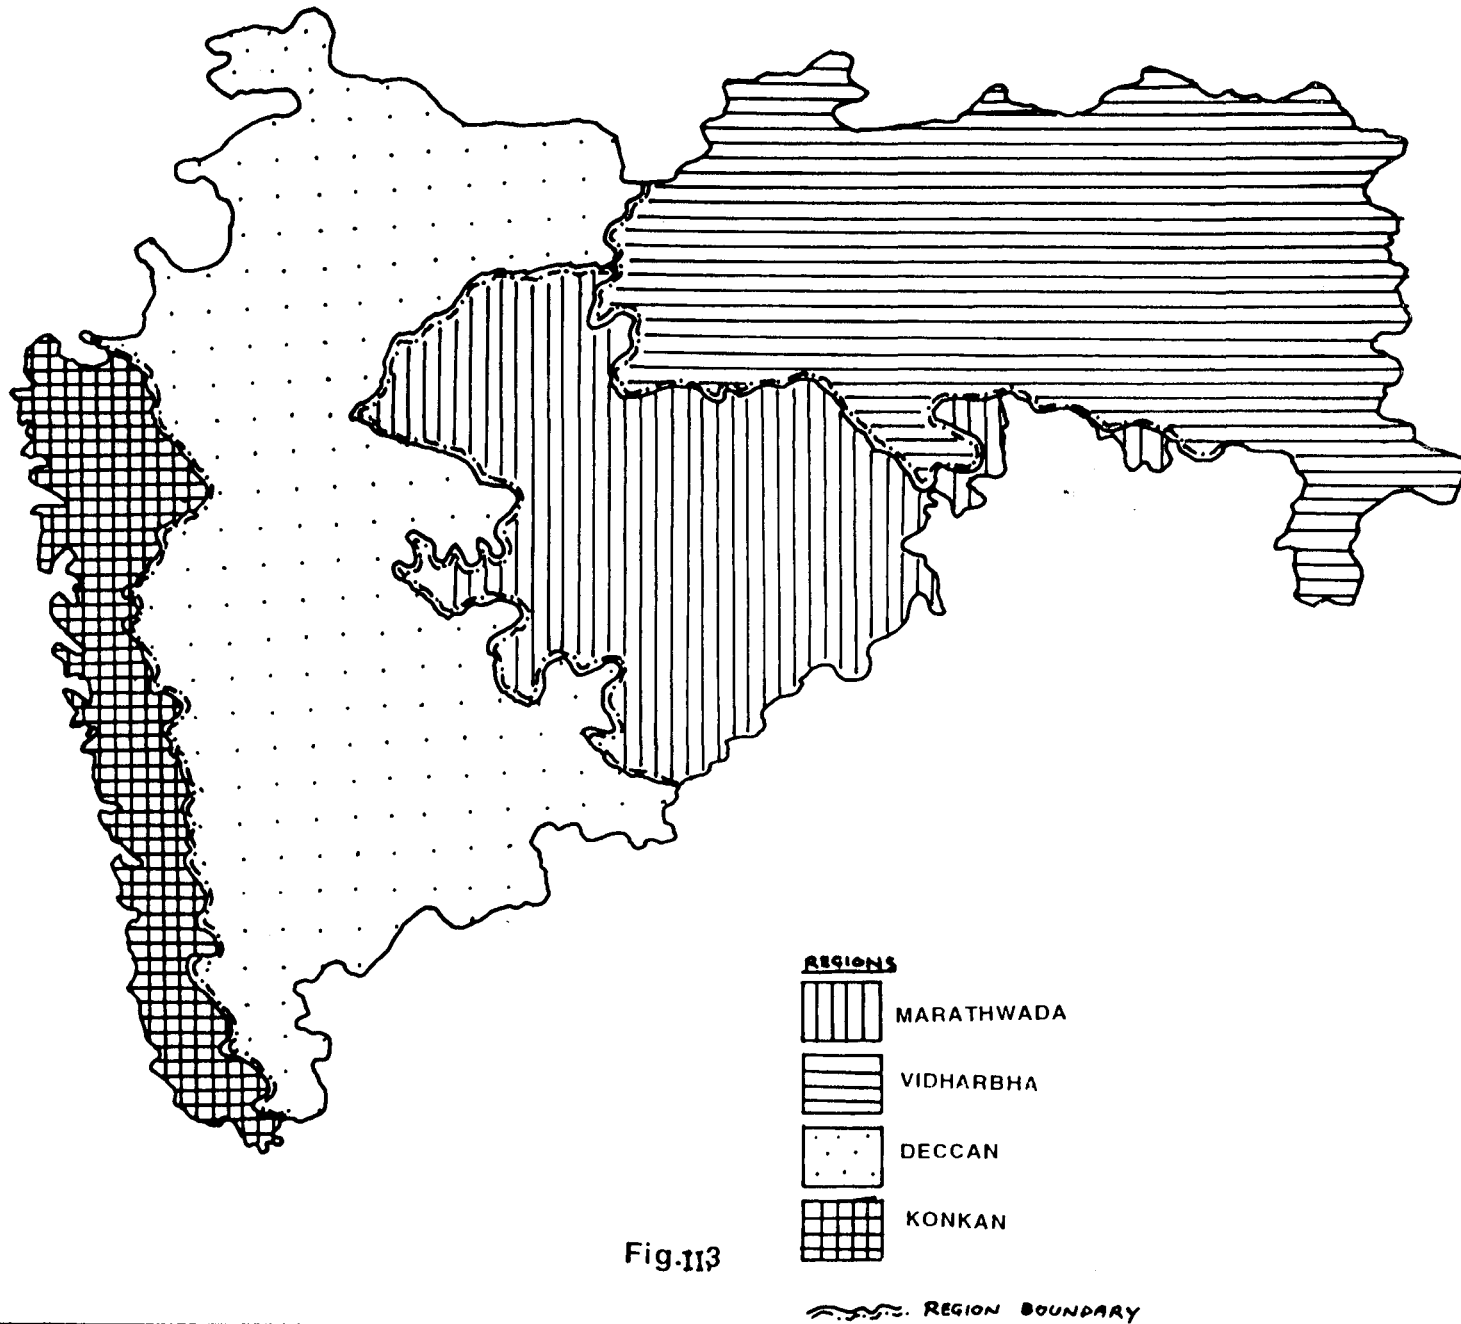 REGIONS
MARATHWADA
VIDHARBHA
DECCAN
KONKAN
Fig.II3
REGION BOUNDARY